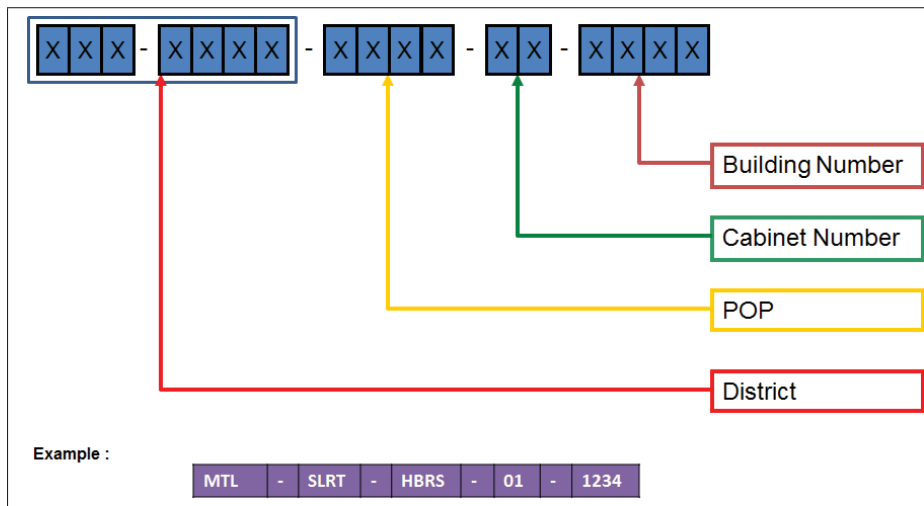 X X X - X X X X - X X X X - X X - X X X X
Building Number
Cabinet Number
POP
District
Example :
MTL - SLRT - HBRS - 01 - 1234